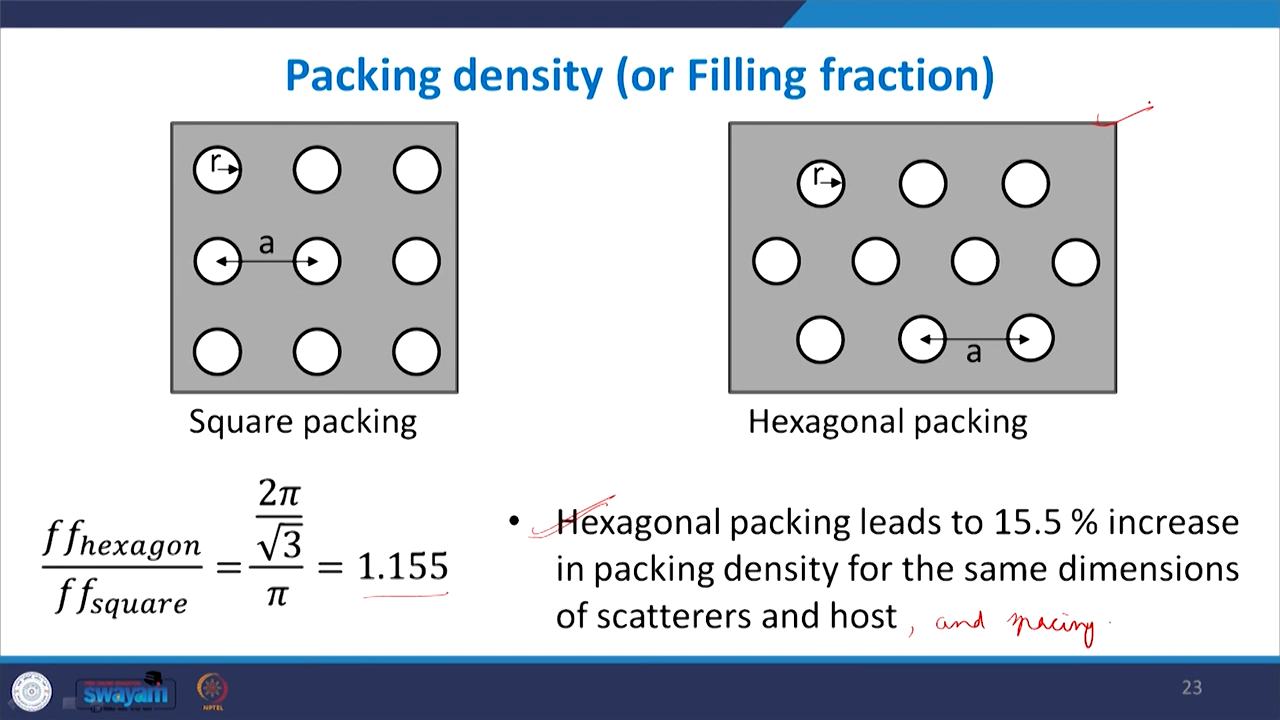 Packing density (or Filling fraction)
r
a
Square packing
r
a
Hexagonal packing
ff_hexagon / ff_square = (2π/√3) / π = 1.155
• Hexagonal packing leads to 15.5 % increase
in packing density for the same dimensions
of scatterers and host , and spacing.
swayam
NPTEL
23